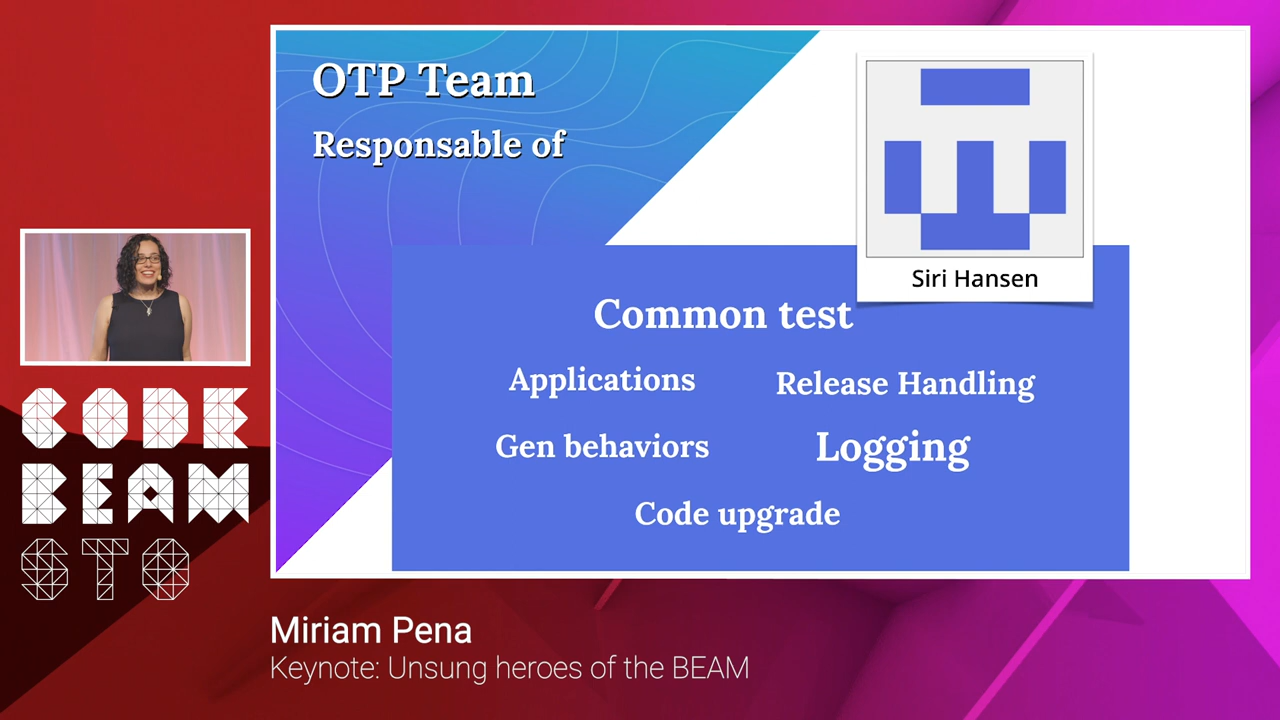 OTP Team
Responsable of
Siri Hansen
Common test
Applications
Release Handling
Gen behaviors
Logging
Code upgrade
CODE
BEAM
STO
Miriam Pena
Keynote: Unsung heroes of the BEAM